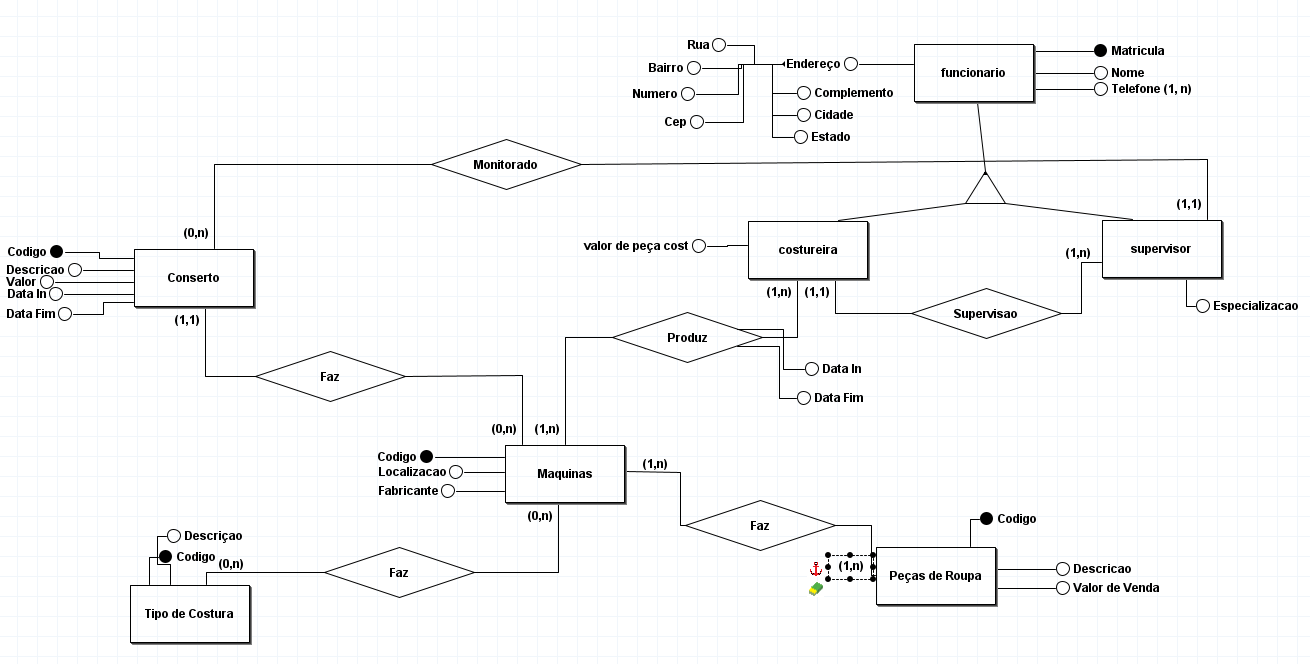 Rua
Bairro
Numero
Cep
Endereço
Complemento
Cidade
Estado
funcionario
Matricula
Nome
Telefone (1, n)
Monitorado
(0,n)
(1,1)
Codigo
Descricao
Valor
Data In
Data Fim
Conserto
(1,1)
valor de peça cost
costureira
(1,n)
(1,1)
supervisor
(1,n)
Especializacao
Supervisao
Produz
Data In
Data Fim
Faz
(0,n)
(1,n)
Codigo
Localizacao
Fabricante
Maquinas
(1,n)
(0,n)
Faz
(1,n)
Codigo
Peças de Roupa
Descricao
Valor de Venda
Descriçao
Codigo
(0,n)
Faz
Tipo de Costura